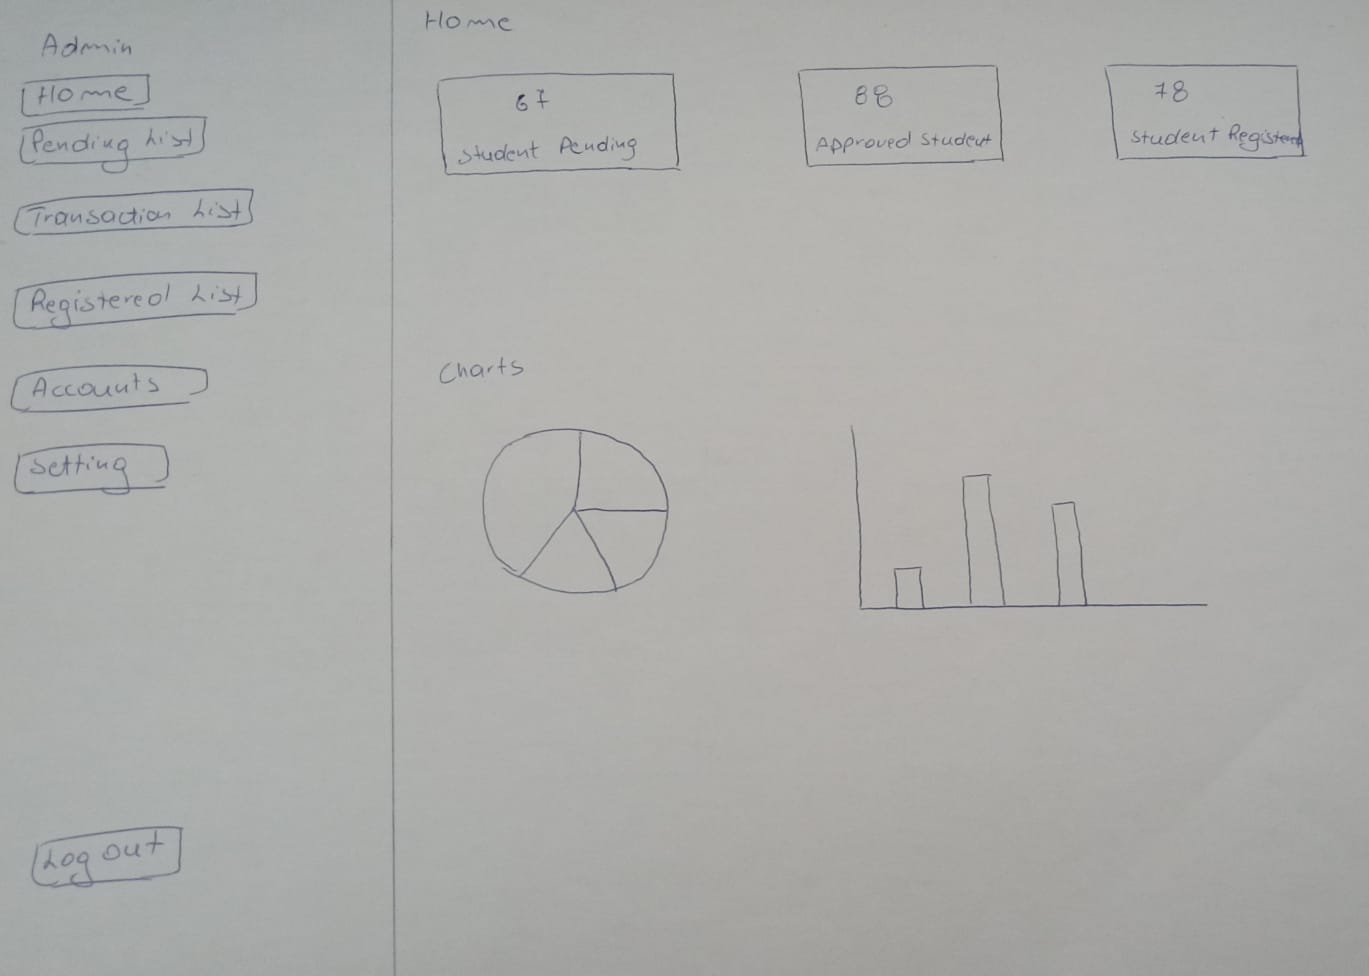 Admin
Home
Pending List
Transaction List
Registered List
Accounts
Setting
Log out
Home
67
Student Pending
88
Approved Student
78
Student Registered
Charts